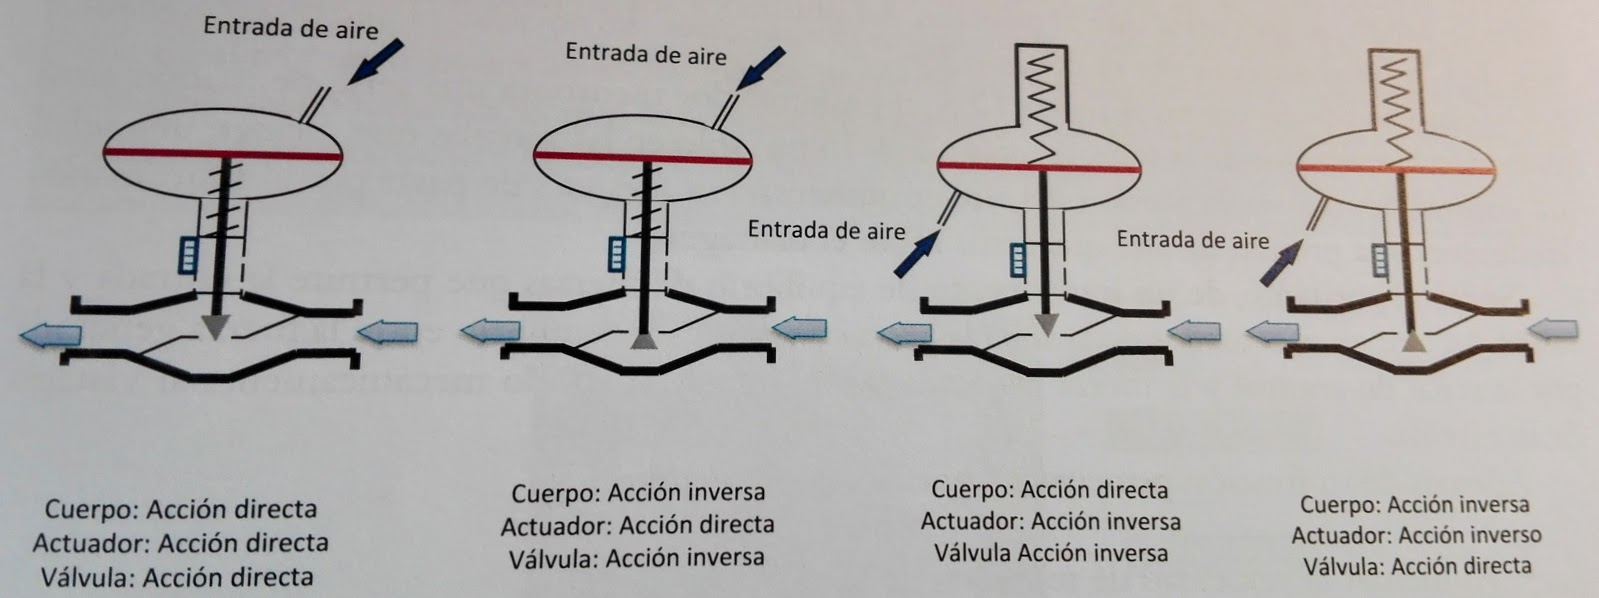 Entrada de aire
Entrada de aire
Entrada de aire
Entrada de aire
Cuerpo: Acción directa
Actuador: Acción directa
Válvula: Acción directa
Cuerpo: Acción inversa
Actuador: Acción directa
Válvula: Acción inversa
Cuerpo: Acción directa
Actuador: Acción inversa
Válvula Acción inversa
Cuerpo: Acción inversa
Actuador: Acción inverso
Válvula: Acción directa